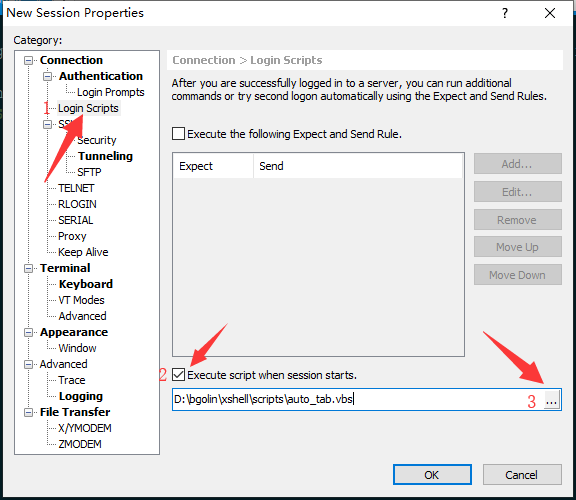 New Session Properties
Category:
Connection
Authentication
Login Prompts
1
Login Scripts
Security
Tunneling
SFTP
TELNET
RLOGIN
SERIAL
Proxy
Keep Alive
Terminal
Keyboard
VT Modes
Advanced
Appearance
Window
Advanced
Trace
Logging
File Transfer
X/YMODEM
ZMODEM
Connection > Login Scripts
After you are successfully logged in to a server, you can run additional
commands or try second logon automatically using the Expect and Send Rules.
Execute the following Expect and Send Rule.
Expect
Send
Add...
Edit...
Remove
Move Up
Move Down
2
Execute script when session starts.
D:\bgolin\xshell\scripts\auto_tab.vbs
3
...
OK
Cancel